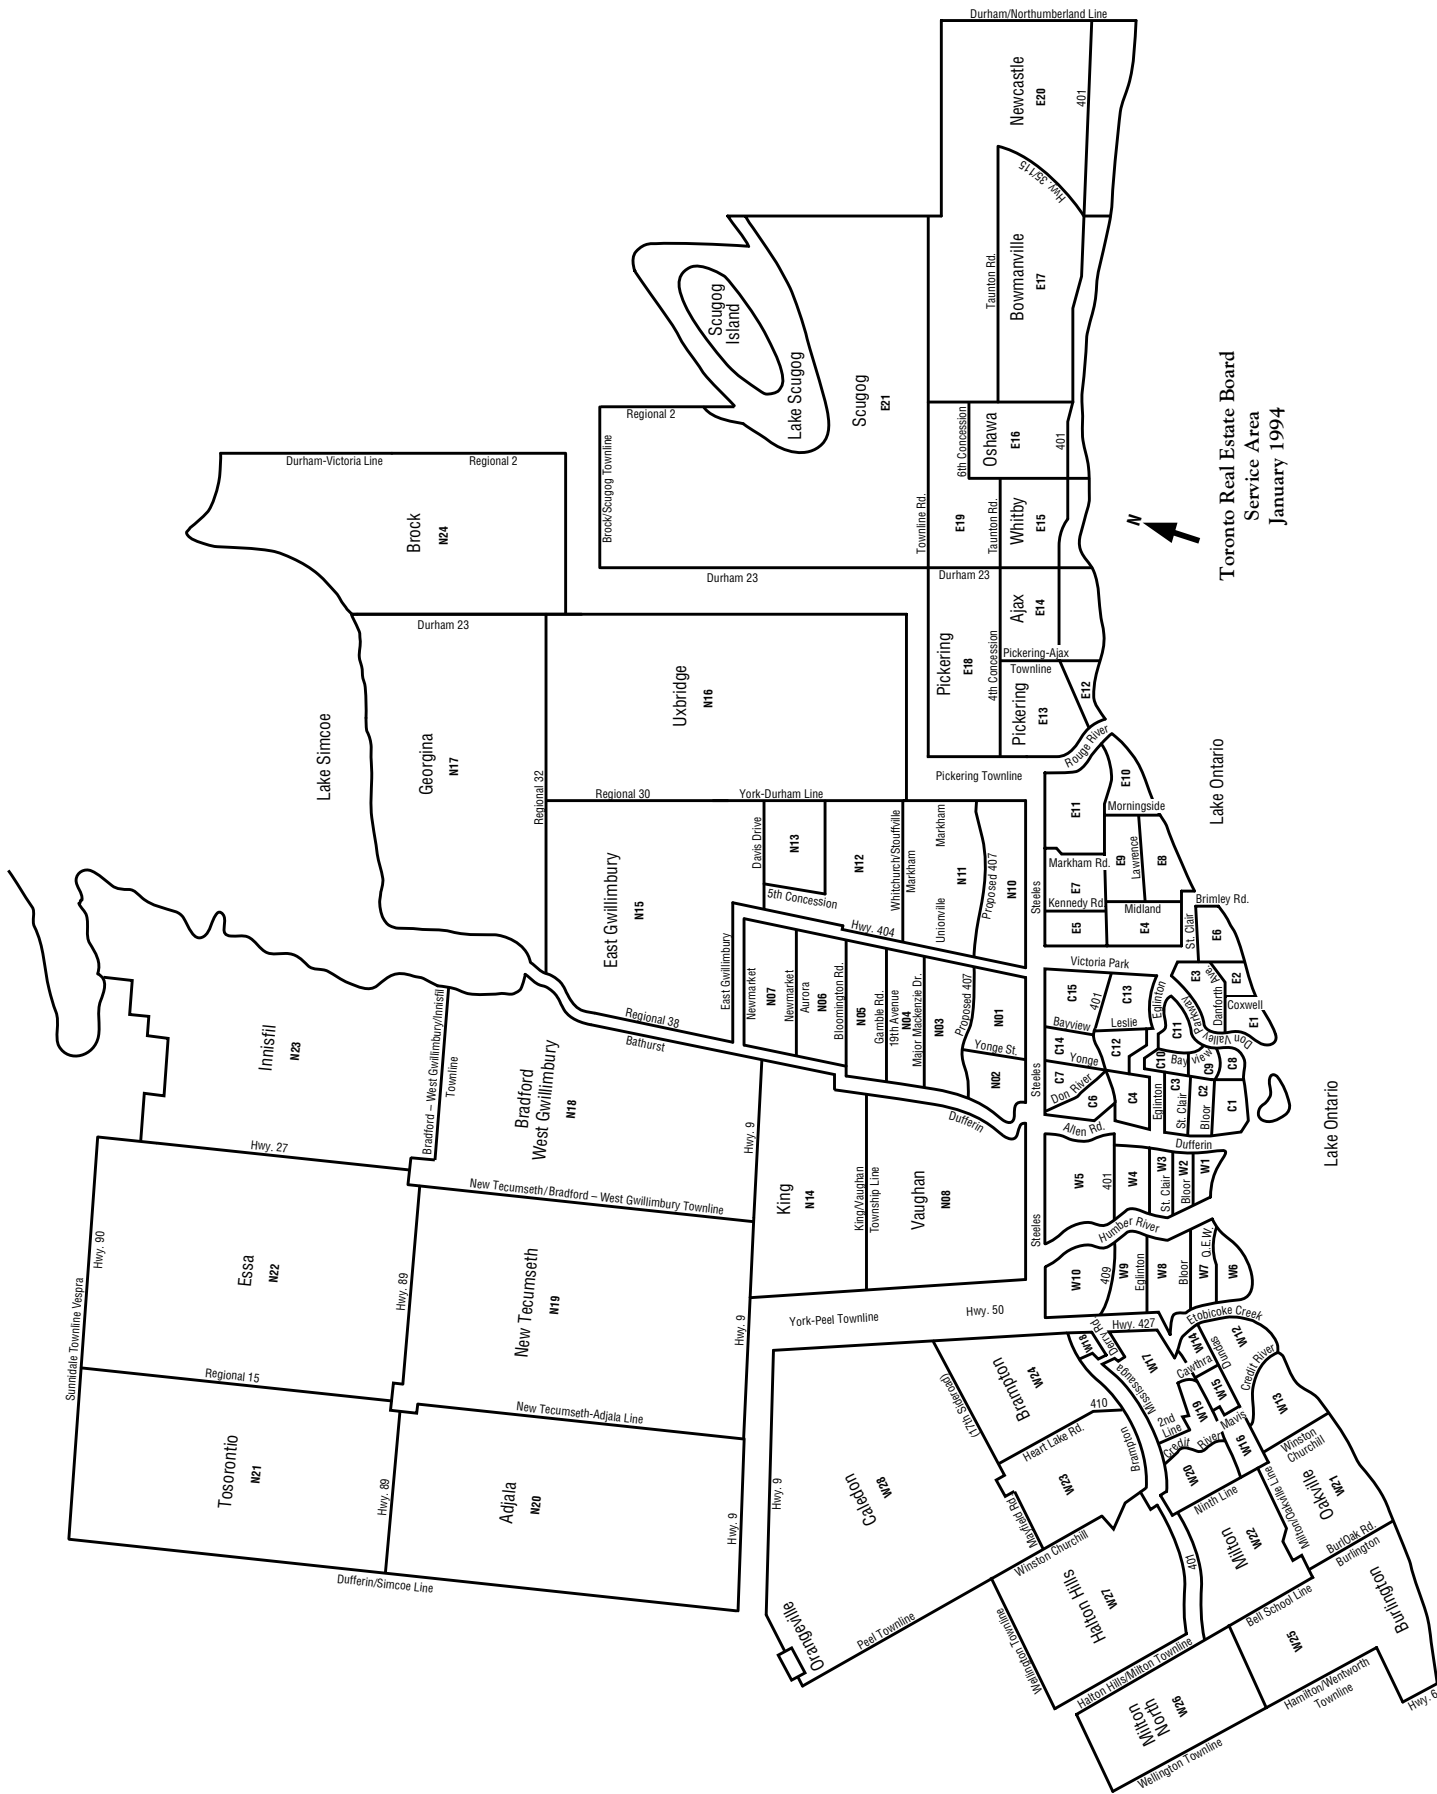 Durham/Northumberland Line
Newcastle
E20
401
Hwy. 35/115
Taunton Rd.
Bowmanville
E17
Scugog
Island
Lake Scugog
Scugog
E21
Regional 2
Brock/Scugog Townline
6th Concession
Oshawa
E16
401
Townline Rd.
E19
Taunton Rd.
Whitby
E15
Durham-Victoria Line
Regional 2
Brock
N24
Durham 23
Durham 23
Durham 23
Pickering
E18
4th Concession
Ajax
E14
Pickering-Ajax
Townline
Pickering
E13
E12
Rouge River
Pickering Townline
N
Toronto Real Estate Board
Service Area
January 1994
Lake Simcoe
Georgina
N17
Regional 32
Uxbridge
N16
Regional 30
York-Durham Line
East Gwillimbury
N15
Davis Drive
N13
5th Concession
N12
Whitchurch/Stouffville
Markham
Unionville
Markham
N11
Proposed 407
N10
Steeles
Hwy. 404
East Gwillimbury
Newmarket
N07
Newmarket
Aurora
N06
Bloomington Rd.
N05
Gamble Rd.
19th Avenue
N04
Major Mackenzie Dr.
N03
Proposed 407
N01
Yonge St.
N02
Steeles
Regional 38
Bathurst
Dufferin
E11
E10
Morningside
Markham Rd.
E9
Lawrence
E8
E7
Kennedy Rd.
Midland
E5
E4
St. Clair
Brimley Rd.
E6
Victoria Park
E3
Danforth
Ave.
E2
Coxwell
E1
Lake Ontario
C15
401
C13
Eglinton
Parkway
Don Valley
Bayview
Leslie
C11
C14
Yonge
C12
C10
Bayview
C9
C8
C7
Don River
C6
C4
Eglinton
C3
St. Clair
C2
Bloor
C1
Allen Rd.
Dufferin
Lake Ontario
W5
401
W4
W3
St. Clair
W2
Bloor
W1
Humber River
Steeles
W10
409
W9
Eglinton
W8
Bloor
W7
Q.E.W.
W6
Hwy. 427
Etobicoke Creek
Innisfil
N23
Bradford – West Gwillimbury/Innisfil
Townline
Bradford
West Gwillimbury
N18
Hwy. 27
New Tecumseth/Bradford – West Gwillimbury Townline
Hwy. 9
King
N14
King/Vaughan
Township Line
Vaughan
N08
Hwy. 90
Sunnidale Townline Vespra
Essa
N22
Hwy. 89
New Tecumseth
N19
Hwy. 9
York-Peel Townline
Hwy. 50
Regional 15
New Tecumseth-Adjala Line
Tosorontio
N21
Hwy. 89
Adjala
N20
Hwy. 9
Dufferin/Simcoe Line
Hwy. 9
Caledon
W28
(17th Sideroad)
Brampton
W24
410
Heart Lake Rd.
Mayfield Rd
W23
Brampton
Mississauga
W18
Derry Rd
W17
W14
Cawthra
Dundas
W12
W15
Credit River
W13
2nd
Line
W19
Mavis
Credit
River
W16
W20
Ninth Line
Winston
Churchill
Milton/Oakville Line
Oakville
W21
BurlOak Rd.
Burlington
Milton
W22
401
Winston Churchill
Orangeville
Peel Townline
Wellington Townline
Halton Hills
W27
Halton Hills/Milton Townline
Bell School Line
Burlington
W25
Hamilton/Wentworth
Townline
Hwy. 6
Milton
North
W26
Wellington Townline